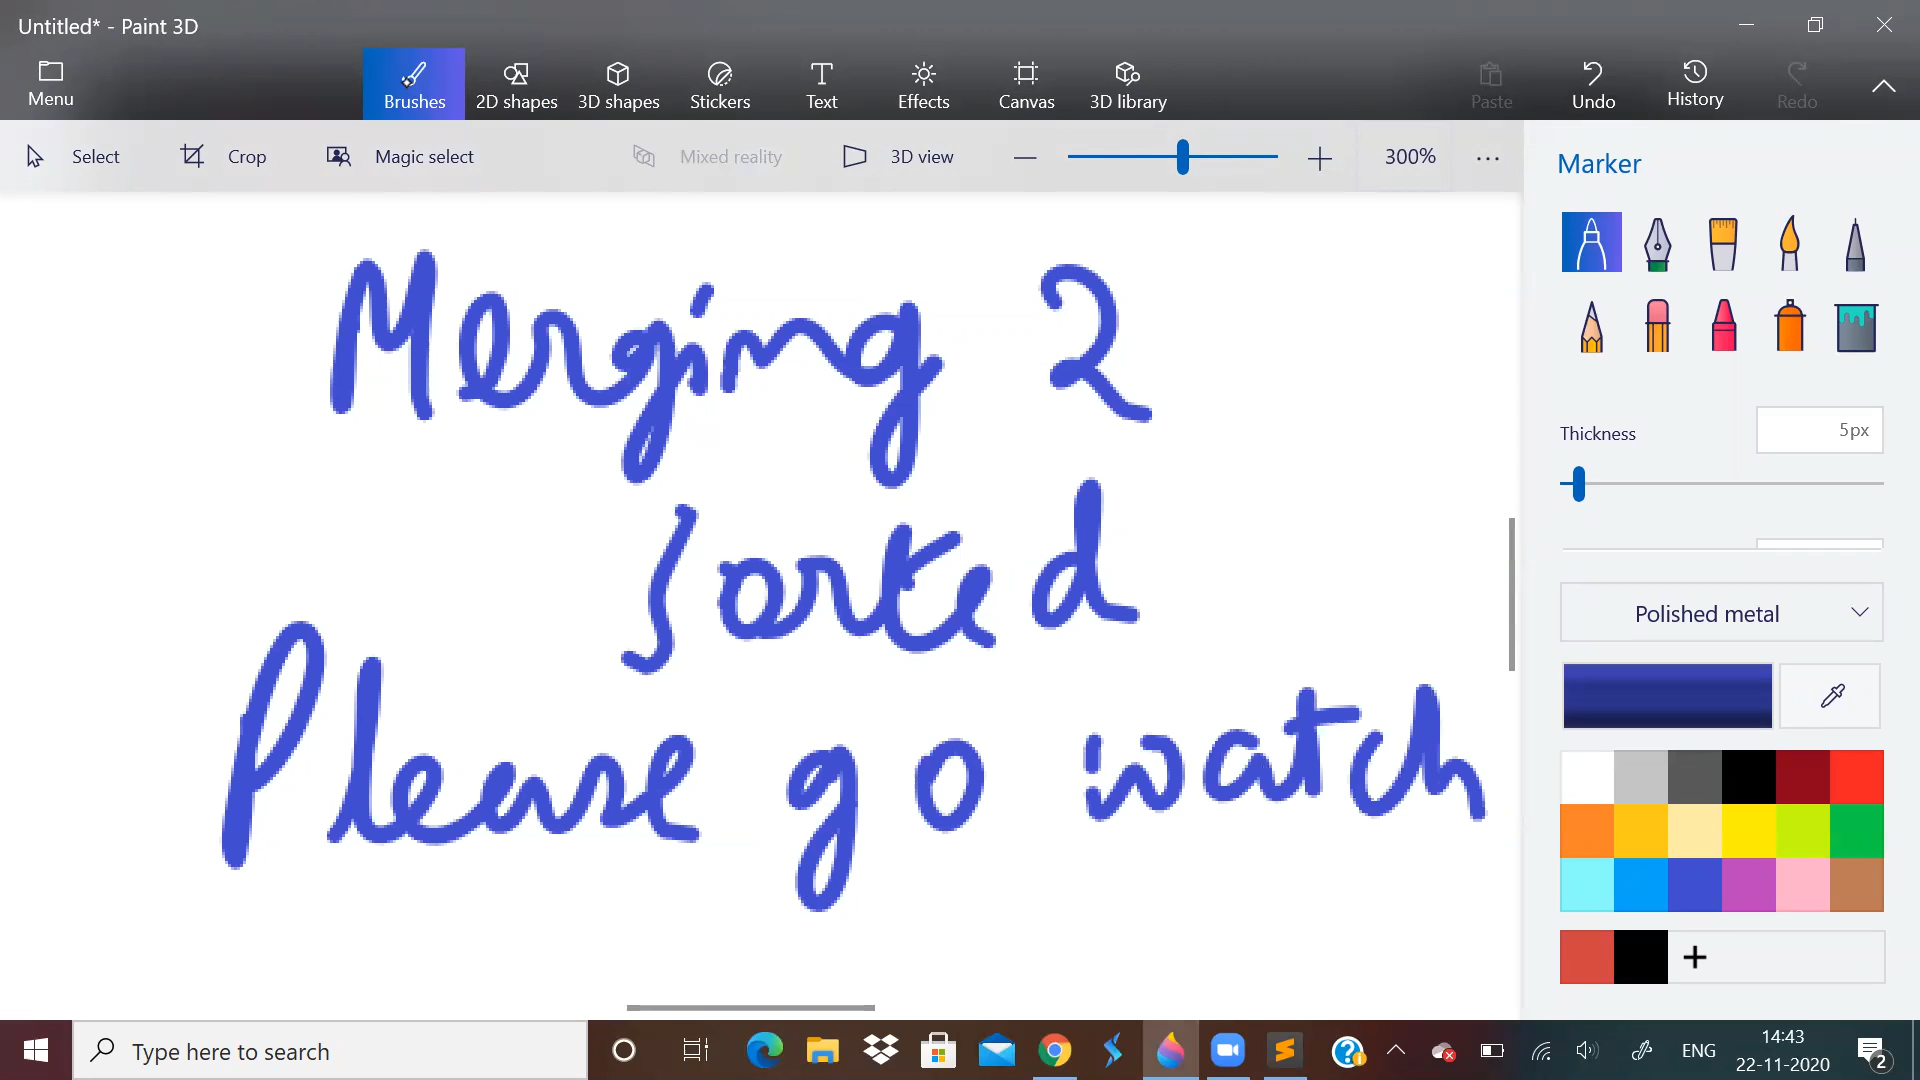 Untitled* - Paint 3D
Menu
Brushes 2D shapes 3D shapes Stickers Text Effects Canvas 3D library Paste Undo History Redo
Select Crop Magic select Mixed reality 3D view 300% ...
Marker
Merging 2
Sorted
Please go watch
Thickness 5px
Polished metal
Type here to search
ENG
14:43
22-11-2020
2